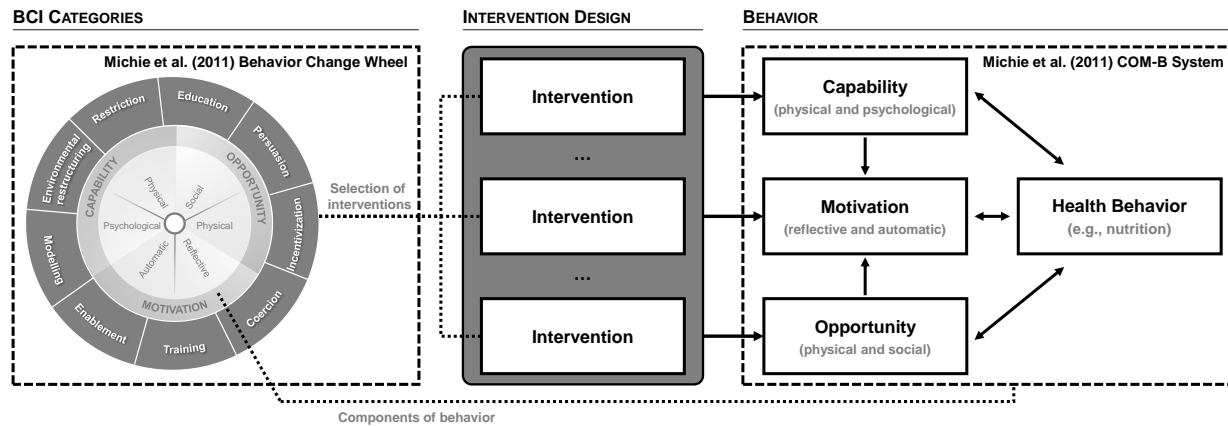 BCI CATEGORIES
Michie et al. (2011) Behavior Change Wheel
Restriction
Education
Persuasion
Incentivization
Coercion
Training
Enablement
Modelling
Environmental
restructuring
CAPABILITY
OPPORTUNITY
MOTIVATION
Physical
Social
Psychological
Physical
Automatic
Reflective
Selection of
interventions
Components of behavior
INTERVENTION DESIGN
Intervention
...
Intervention
...
Intervention
BEHAVIOR
Michie et al. (2011) COM-B System
Capability
(physical and psychological)
Motivation
(reflective and automatic)
Opportunity
(physical and social)
Health Behavior
(e.g., nutrition)